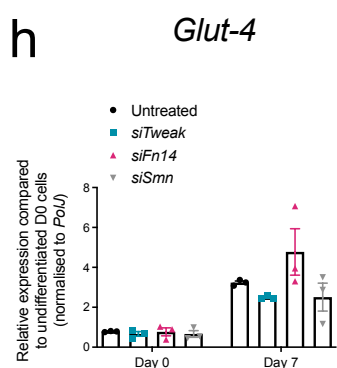 h
Glut-4
Untreated
siTweak
siFn14
siSmn
Relative expression compared
to undifferentiated D0 cells
(normalised to PolJ)
8
6
4
2
0
Day 0
Day 7